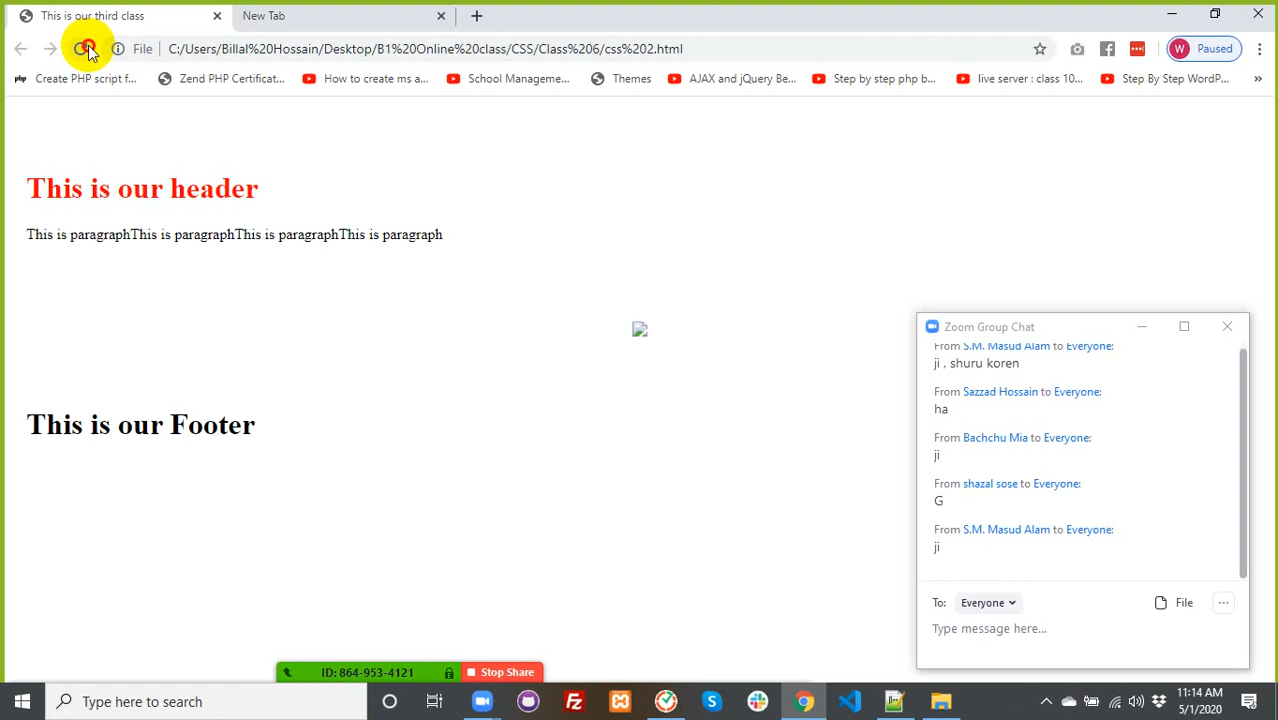 This is our third class
New Tab
File C:/Users/Billal%20Hossain/Desktop/B1%20Online%20class/CSS/Class%206/css%202.html
Paused
W
php Create PHP script f...
Zend PHP Certificat...
How to create ms a...
School Manageme...
Themes
AJAX and jQuery Be...
Step by step php b...
live server : class 10...
Step By Step WordP...
»
This is our header
This is paragraphThis is paragraphThis is paragraphThis is paragraph
This is our Footer
Zoom Group Chat
From S.M. Masud Alam to Everyone:
ji , shuru koren
From Sazzad Hossain to Everyone:
ha
From Bachchu Mia to Everyone:
ji
From shazal sose to Everyone:
G
From S.M. Masud Alam to Everyone:
ji
To: Everyone File ...
Type message here...
ID: 864-953-4121 Stop Share
Type here to search
11:14 AM
5/1/2020